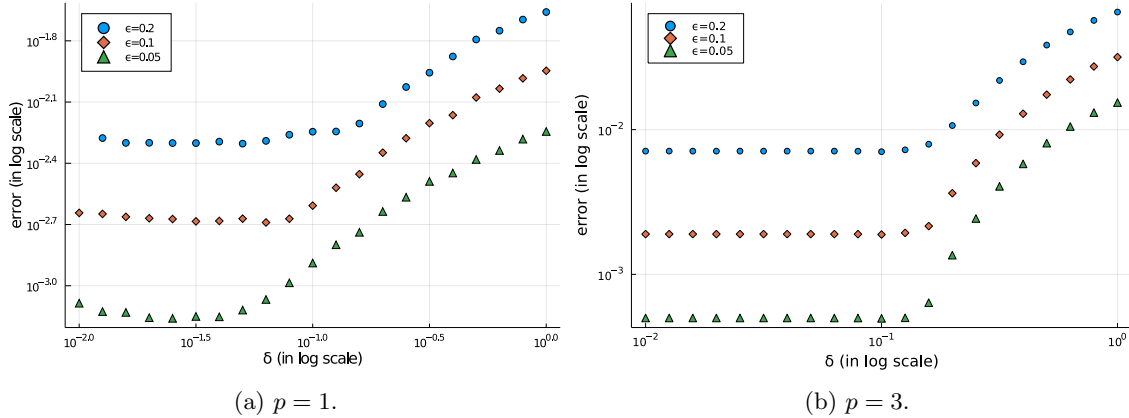 ϵ=0.2
ϵ=0.1
ϵ=0.05
10^{-1.8}
10^{-2.1}
10^{-2.4}
10^{-2.7}
10^{-3.0}
error (in log scale)
10^{-2.0}
10^{-1.5}
10^{-1.0}
10^{-0.5}
10^{0.0}
δ (in log scale)
(a) p = 1.
ϵ=0.2
ϵ=0.1
ϵ=0.05
10^{-2}
10^{-3}
error (in log scale)
10^{-2}
10^{-1}
10^{0}
δ (in log scale)
(b) p = 3.